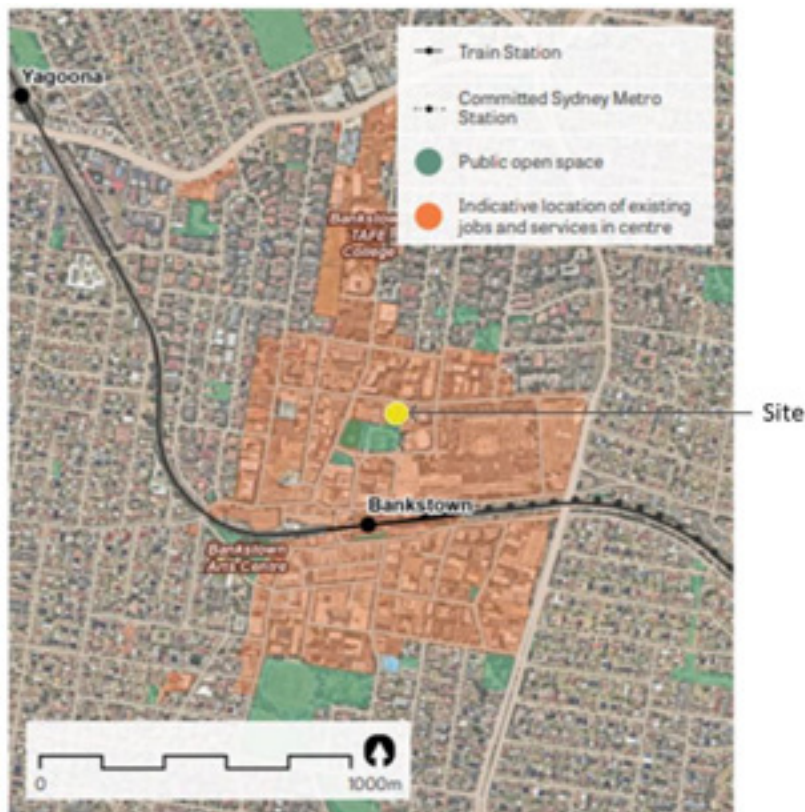 Train Station
Committed Sydney Metro
Station
Public open space
Indicative location of existing
jobs and services in centre
Yagoona
Bankstown
TAFE
College
Site
Bankstown
Bankstown
Arts Centre
0
1000m